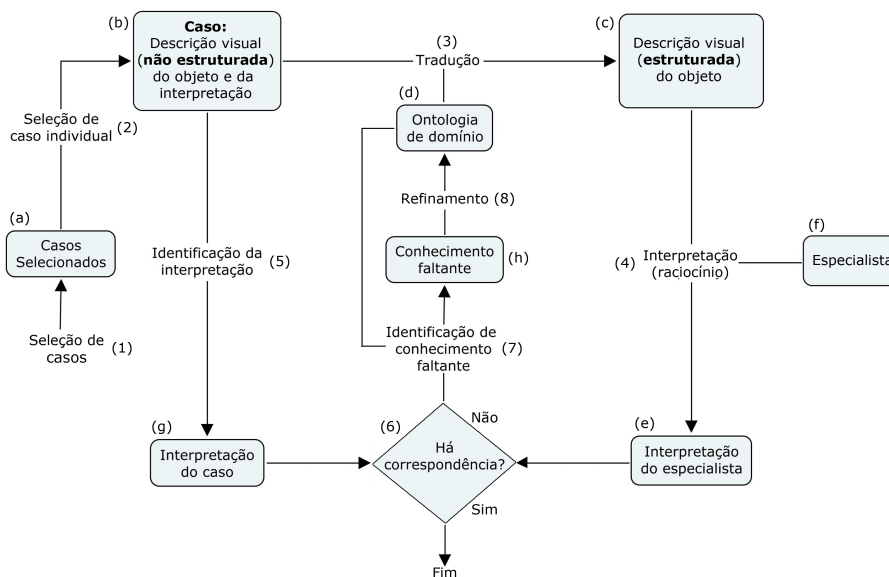 (b)
Caso:
Descrição visual
(não estruturada)
do objeto e da
interpretação
(3)
Tradução
(c)
Descrição visual
(estruturada)
do objeto
(d)
Ontologia
de domínio
Seleção de
caso individual
(2)
Refinamento (8)
(a)
Casos
Selecionados
Identificação da
interpretação
(5)
Conhecimento
faltante
(h)
(4)
Interpretação
(raciocínio)
(f)
Especialista
Seleção de
casos
(1)
Identificação de
conhecimento
faltante
(7)
(g)
Interpretação
do caso
(6)
Não
Há
correspondência?
Sim
(e)
Interpretação
do especialista
Fim